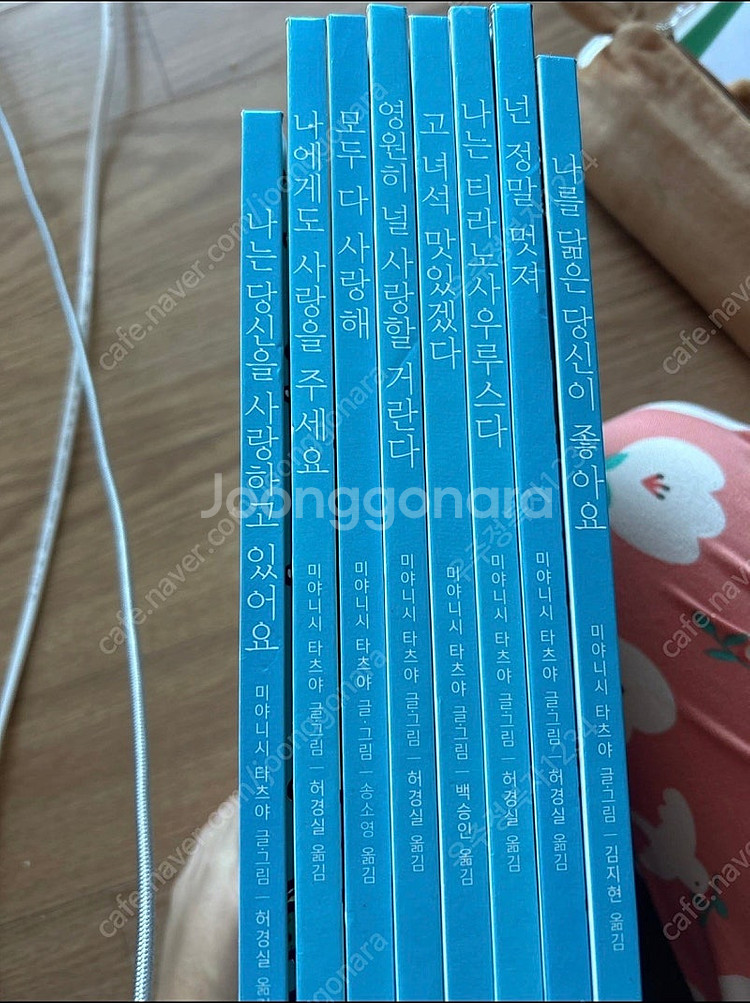 나는 당신을 사랑하고 있어요 미야니시 타츠야 글·그림 | 허경실 옮김
나에게도 사랑을 주세요 미야니시 타츠야 글·그림 | 허경실 옮김
모두 다 사랑해 미야니시 타츠야 글·그림 | 송소영 옮김
영원히 널 사랑할 거란다 미야니시 타츠야 글·그림 | 허경실 옮김
고 녀석 맛있겠다 미야니시 타츠야 글·그림 | 백승인 옮김
나는 티라노사우루스다 미야니시 타츠야 글·그림 | 허경실 옮김
넌 정말 멋져 미야니시 타츠야 글·그림 | 허경실 옮김
나를 닮은 당신이 좋아요 미야니시 타츠야 글·그림 | 김지현 옮김
Joonggonara
cafe.naver.com/joonggonara